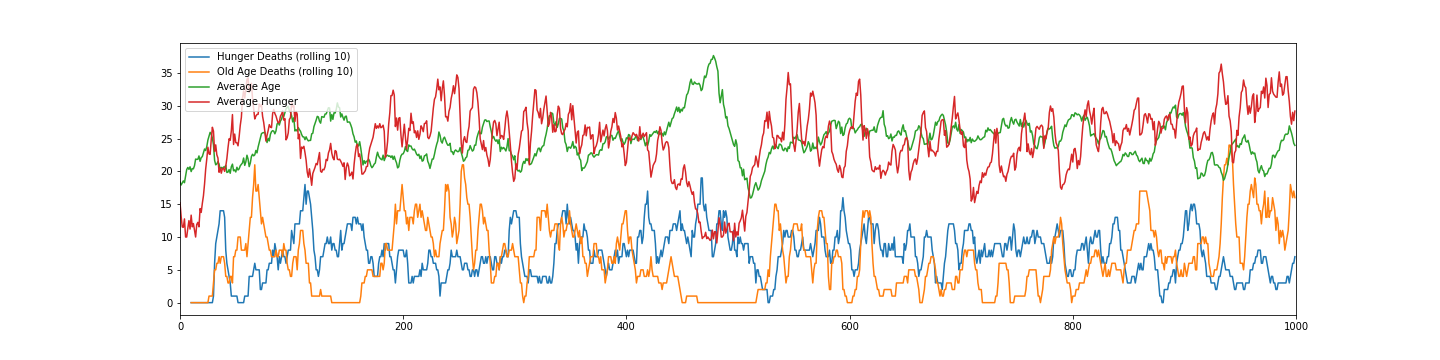 Hunger Deaths (rolling 10)
Old Age Deaths (rolling 10)
Average Age
Average Hunger
35
30
25
20
15
10
5
0
0 200 400 600 800 1000